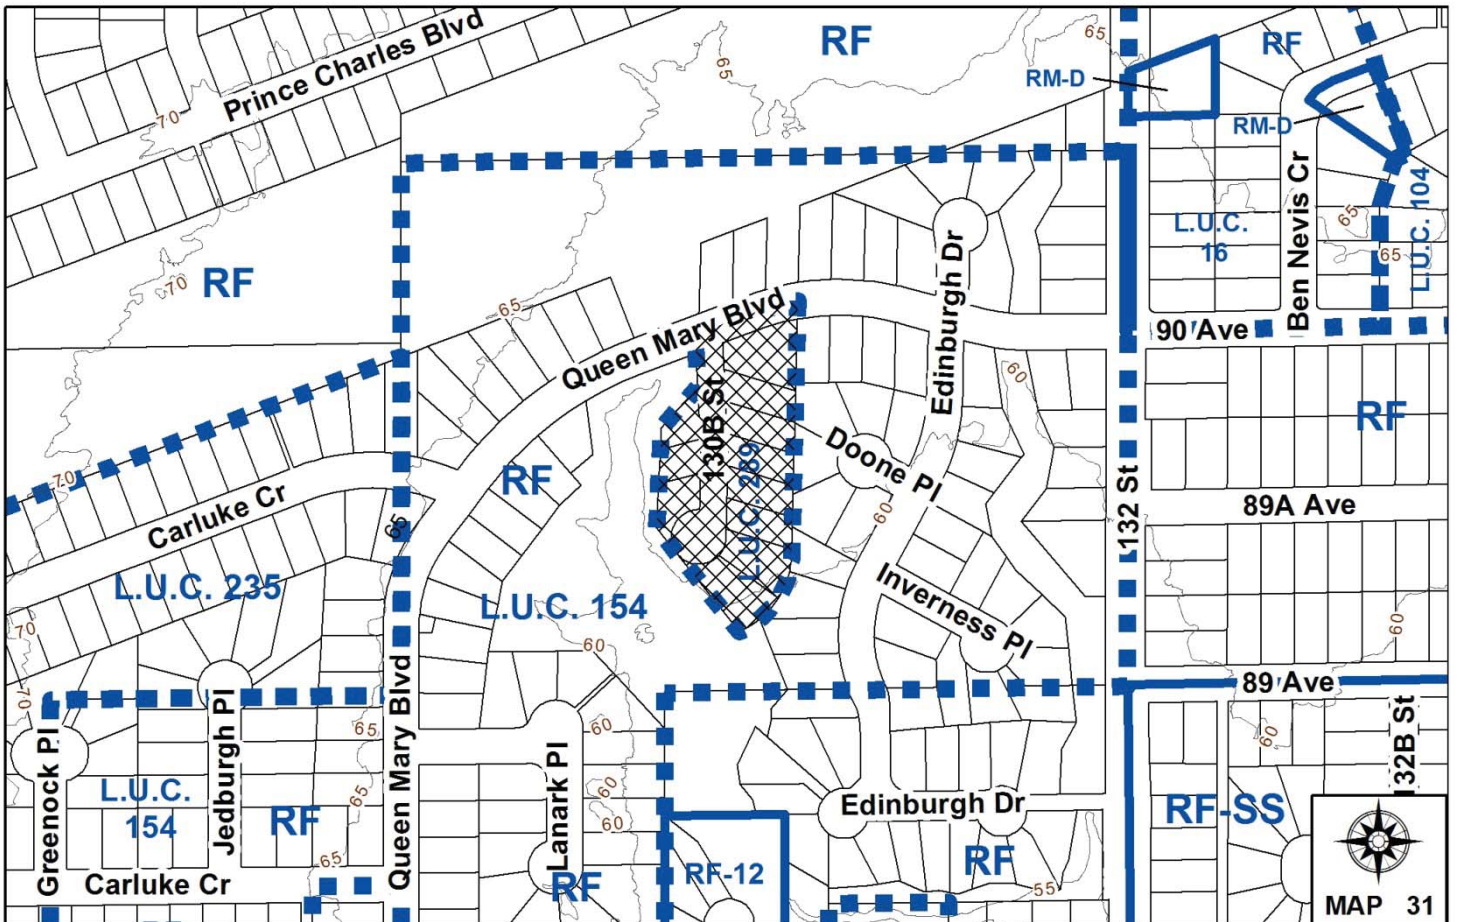 Prince Charles Blvd
RF
65
65
70
RM-D
RF
RM-D
Ben Nevis Cr
L.U.C. 104
L.U.C.
16
65
65
RF
70
65
Queen Mary Blvd
Edinburgh Dr
90 Ave
60
RF
130B St
L.U.C. 289
Doone Pl
60
132 St
89A Ave
70
Carluke Cr
65
RF
L.U.C. 235
L.U.C. 154
Inverness Pl
60
60
70
70
89 Ave
132B St
60
Greenock Pl
Jedburgh Pl
65
Queen Mary Blvd
Lanark Pl
60
60
60
L.U.C.
154
RF
65
65
Carluke Cr
RF
RF-12
Edinburgh Dr
RF
55
RF-SS
MAP 31